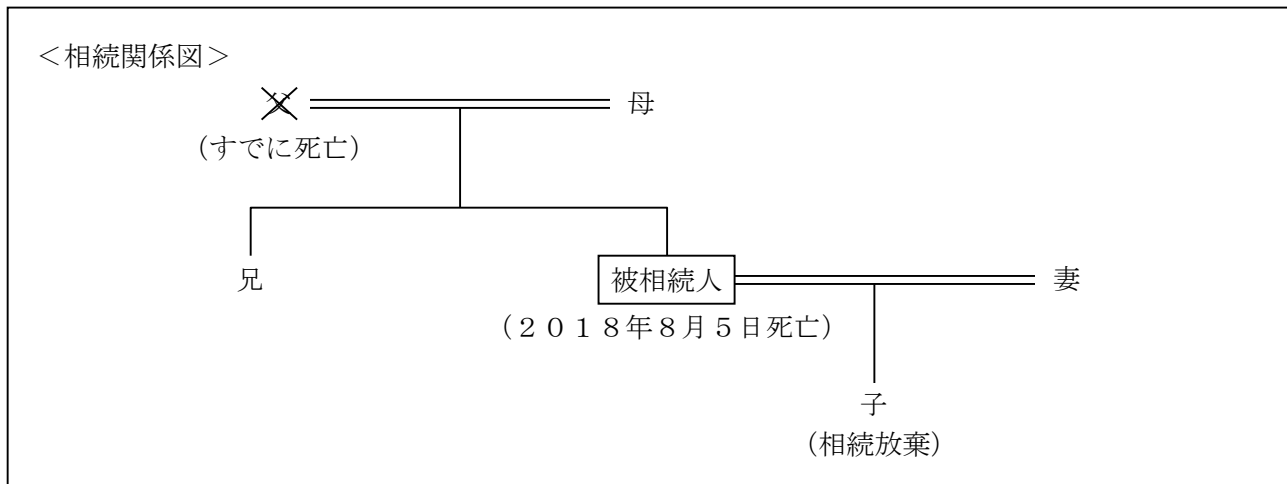 ＜相続関係図＞
父
母
（すでに死亡）
兄
被相続人
妻
（２０１８年８月５日死亡）
子
（相続放棄）